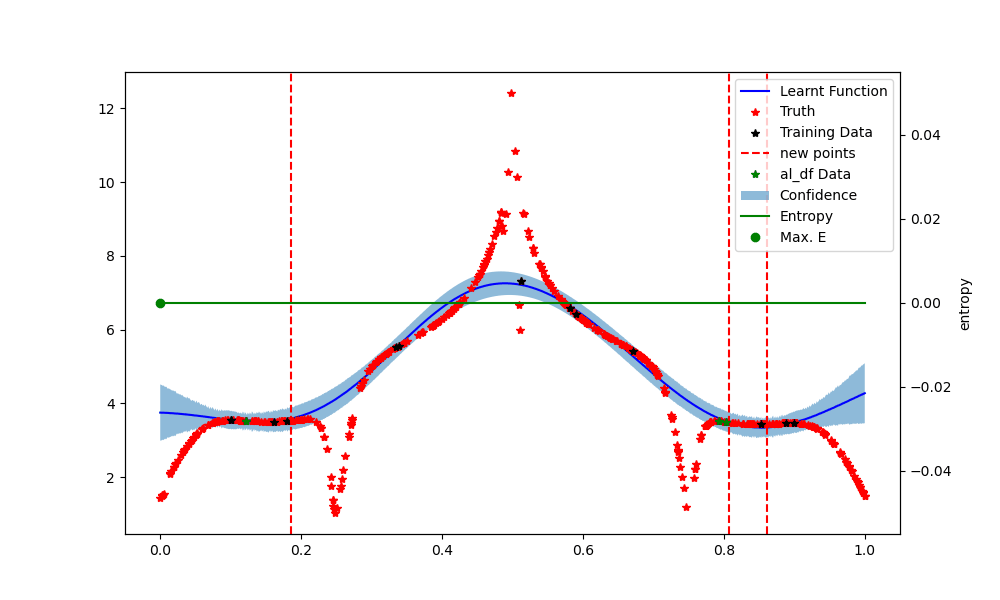 12
10
8
6
4
2
0.0
0.2
0.4
0.6
0.8
1.0
0.04
0.02
0.00
−0.02
−0.04
entropy
Learnt Function
Truth
Training Data
new points
al_df Data
Confidence
Entropy
Max. E